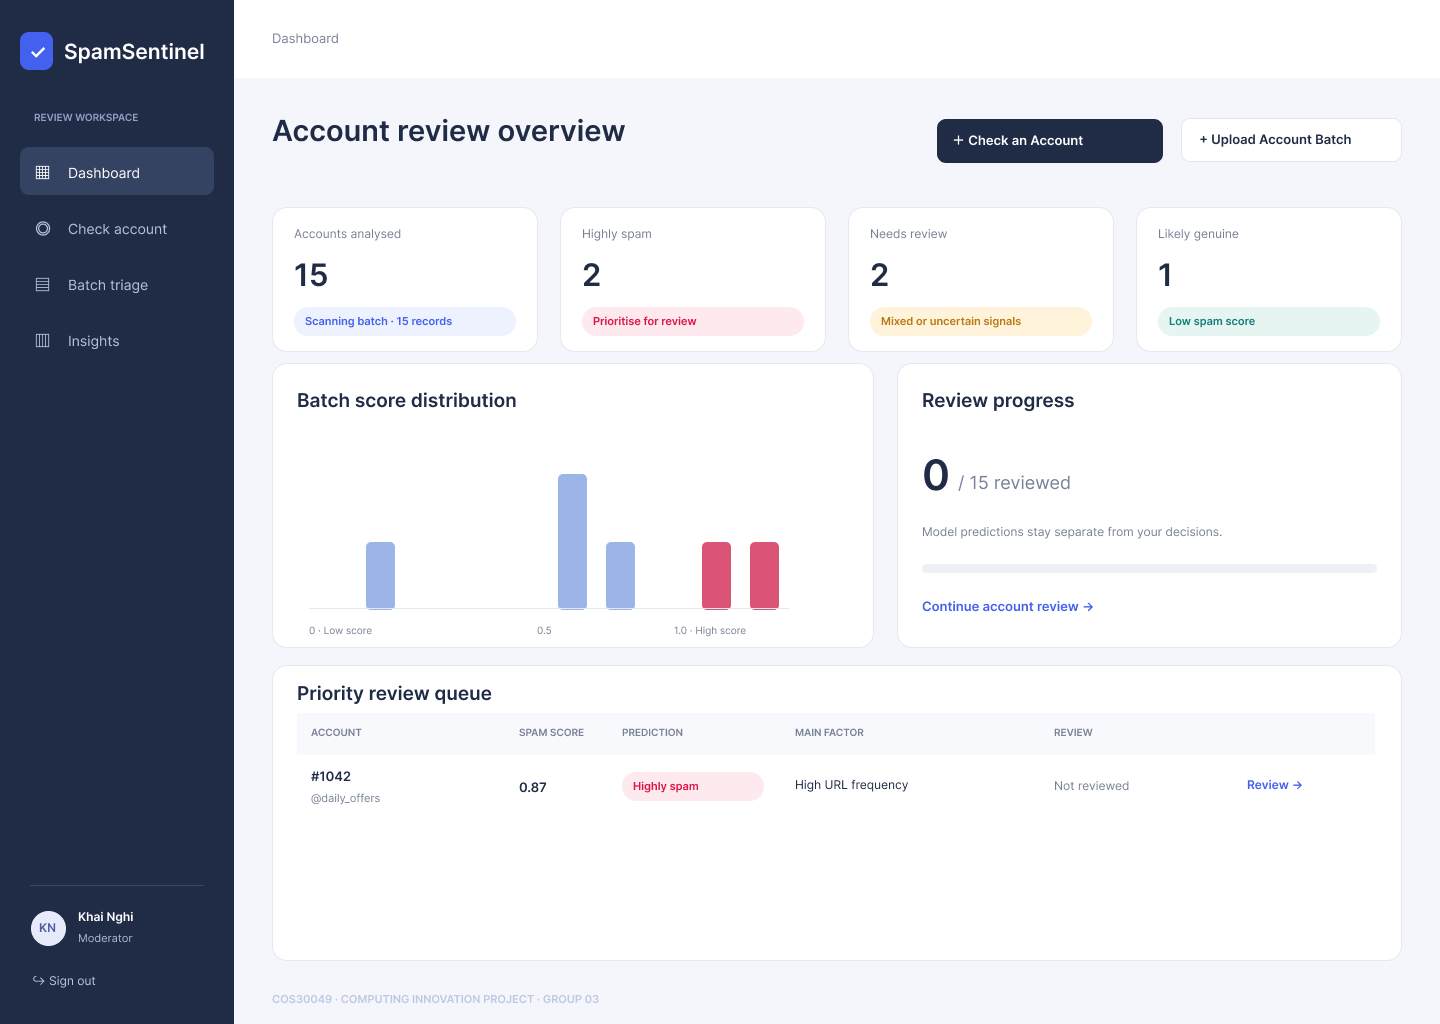 SpamSentinel
REVIEW WORKSPACE
Dashboard
Check account
Batch triage
Insights
KN
Khai Nghi
Moderator
↪ Sign out
Dashboard
Account review overview
+ Check an Account
+ Upload Account Batch
Accounts analysed
15
Scanning batch · 15 records
Highly spam
2
Prioritise for review
Needs review
2
Mixed or uncertain signals
Likely genuine
1
Low spam score
Batch score distribution
0 · Low score
0.5
1.0 · High score
Review progress
0 / 15 reviewed
Model predictions stay separate from your decisions.
Continue account review →
Priority review queue
ACCOUNT SPAM SCORE PREDICTION MAIN FACTOR REVIEW
#1042
@daily_offers
0.87
Highly spam
High URL frequency
Not reviewed
Review →
COS30049 · COMPUTING INNOVATION PROJECT · GROUP 03